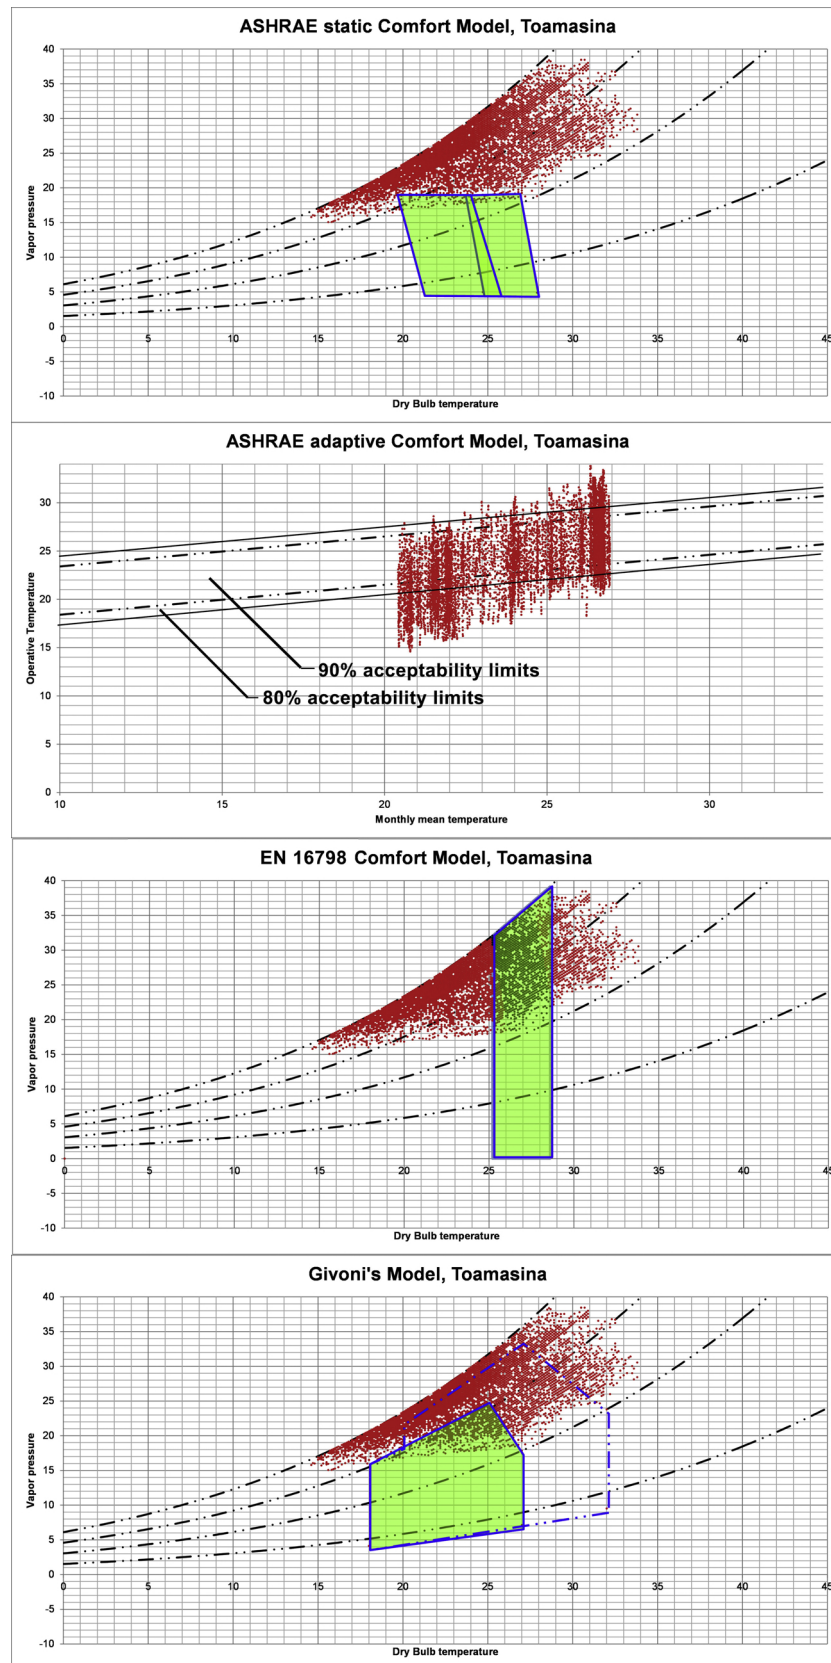 ASHRAE static Comfort Model, Toamasina
40
35
30
25
20
15
10
5
0
-5
-10
Vapor pressure
0 5 10 15 20 25 30 35 40 45
Dry Bulb temperature
ASHRAE adaptive Comfort Model, Toamasina
30
25
20
15
10
5
0
Operative Temperature
90% acceptability limits
80% acceptability limits
10 15 20 25 30
Monthly mean temperature
EN 16798 Comfort Model, Toamasina
40
35
30
25
20
15
10
5
0
-5
-10
Vapor pressure
0 5 10 15 20 25 30 35 40 45
Dry Bulb temperature
Givoni's Model, Toamasina
40
35
30
25
20
15
10
5
0
-5
-10
Vapor pressure
0 5 10 15 20 25 30 35 40 45
Dry Bulb temperature